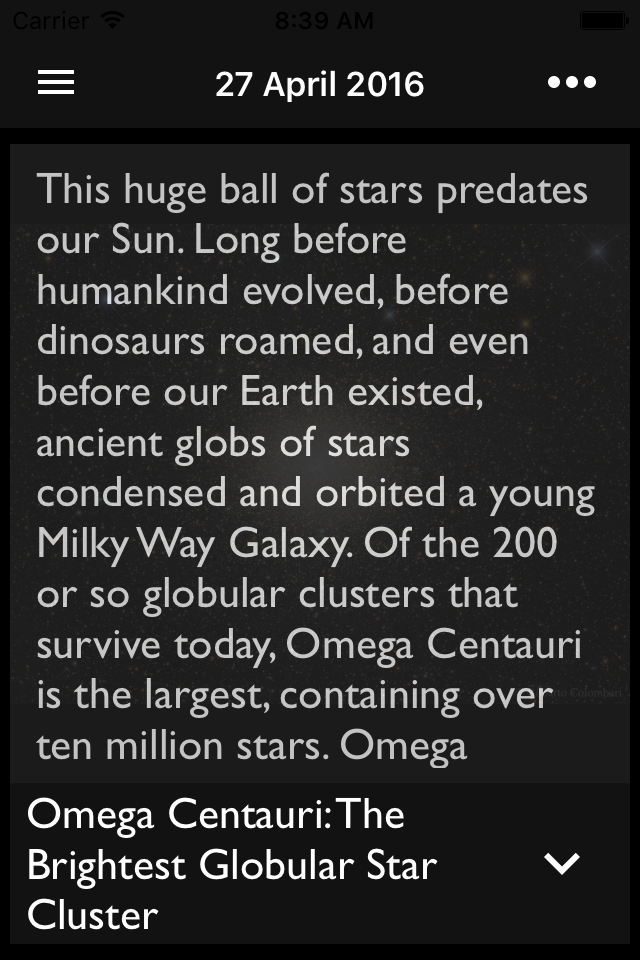 Carrier 8:39 AM
27 April 2016
This huge ball of stars predates
our Sun. Long before
humankind evolved, before
dinosaurs roamed, and even
before our Earth existed,
ancient globs of stars
condensed and orbited a young
Milky Way Galaxy. Of the 200
or so globular clusters that
survive today, Omega Centauri
is the largest, containing over
ten million stars. Omega
Colombari
Omega Centauri: The
Brightest Globular Star
Cluster